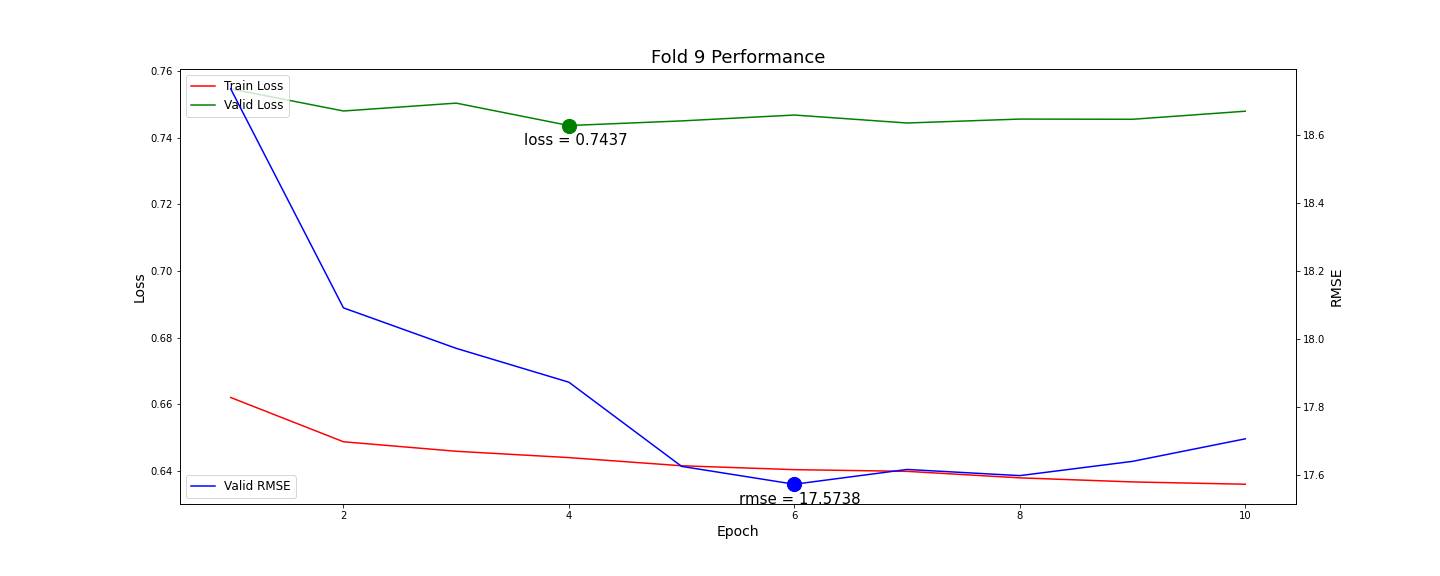 Fold 9 Performance
0.76
0.74
0.72
0.70
0.68
0.66
0.64
Loss
Train Loss
Valid Loss
loss = 0.7437
Valid RMSE
rmse = 17.5738
18.6
18.4
18.2
18.0
17.8
17.6
RMSE
2
4
6
8
10
Epoch